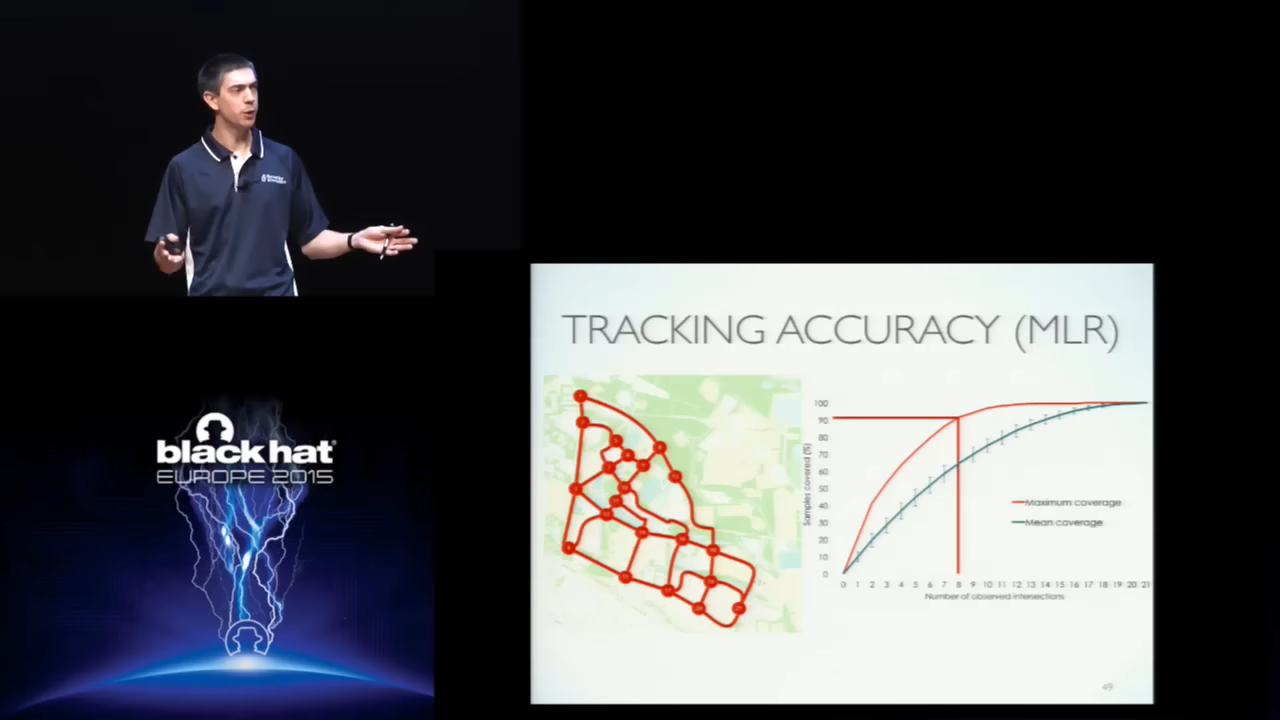 black hat
EUROPE 2015
TRACKING ACCURACY (MLR)
100
90
80
70
60
50
40
30
20
10
0
Samples covered (%)
0 1 2 3 4 5 6 7 8 9 10 11 12 13 14 15 16 17 18 19 20 21
Number of observed intersections
Maximum coverage
Mean coverage
49